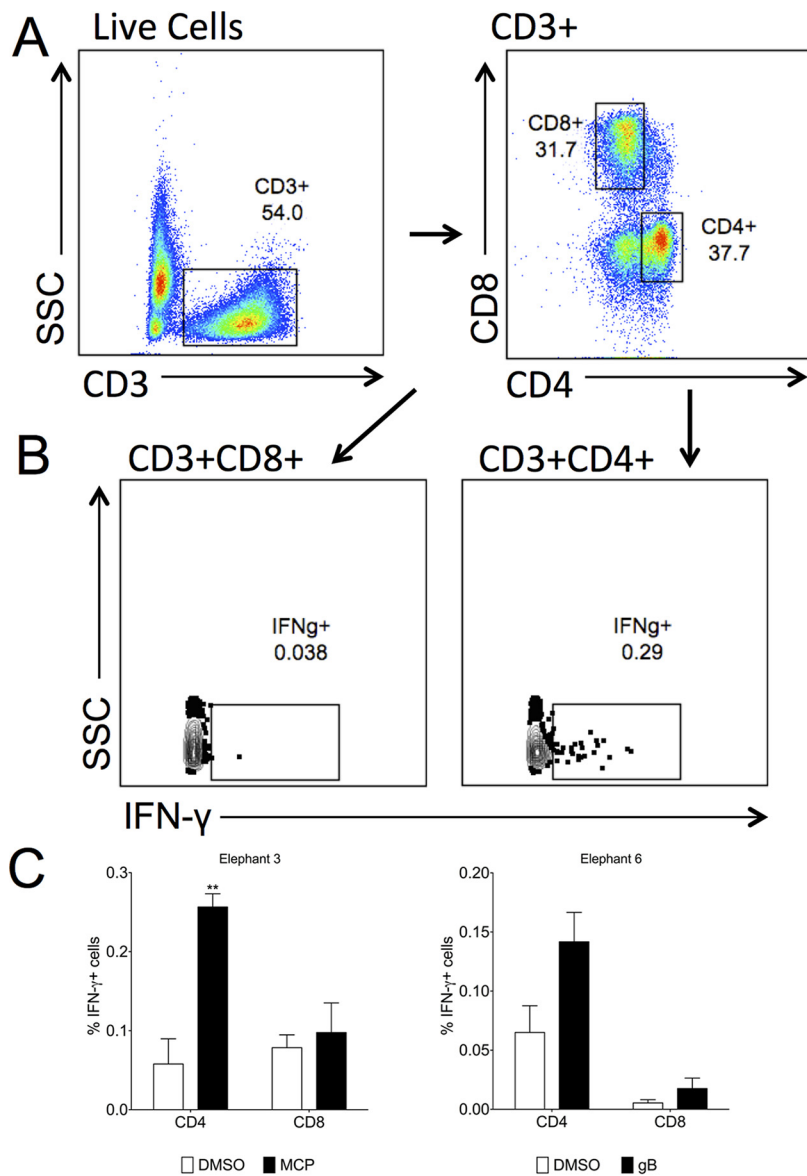 A
Live Cells
CD3+
SSC
CD3+
54.0
CD3
CD8
CD8+
31.7
CD4+
37.7
CD4
B
CD3+CD8+
CD3+CD4+
SSC
IFNg+
0.038
IFNg+
0.29
IFN-γ
C
Elephant 3
% IFN-γ+ cells
0.3
0.2
0.1
0.0
**
CD4
CD8
DMSO
MCP
Elephant 6
% IFN-γ+ cells
0.20
0.15
0.10
0.05
0.00
CD4
CD8
DMSO
gB